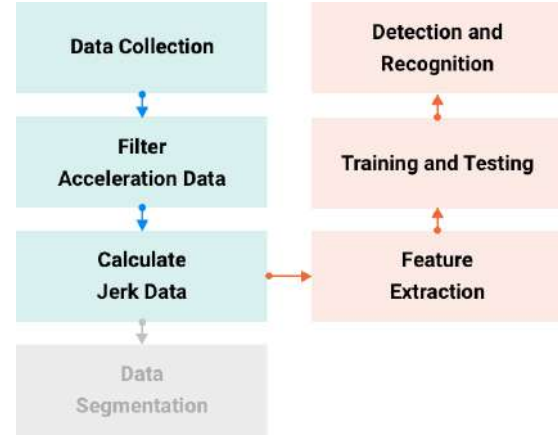 Data Collection
Filter
Acceleration Data
Calculate
Jerk Data
Data
Segmentation
Detection and
Recognition
Training and Testing
Feature
Extraction